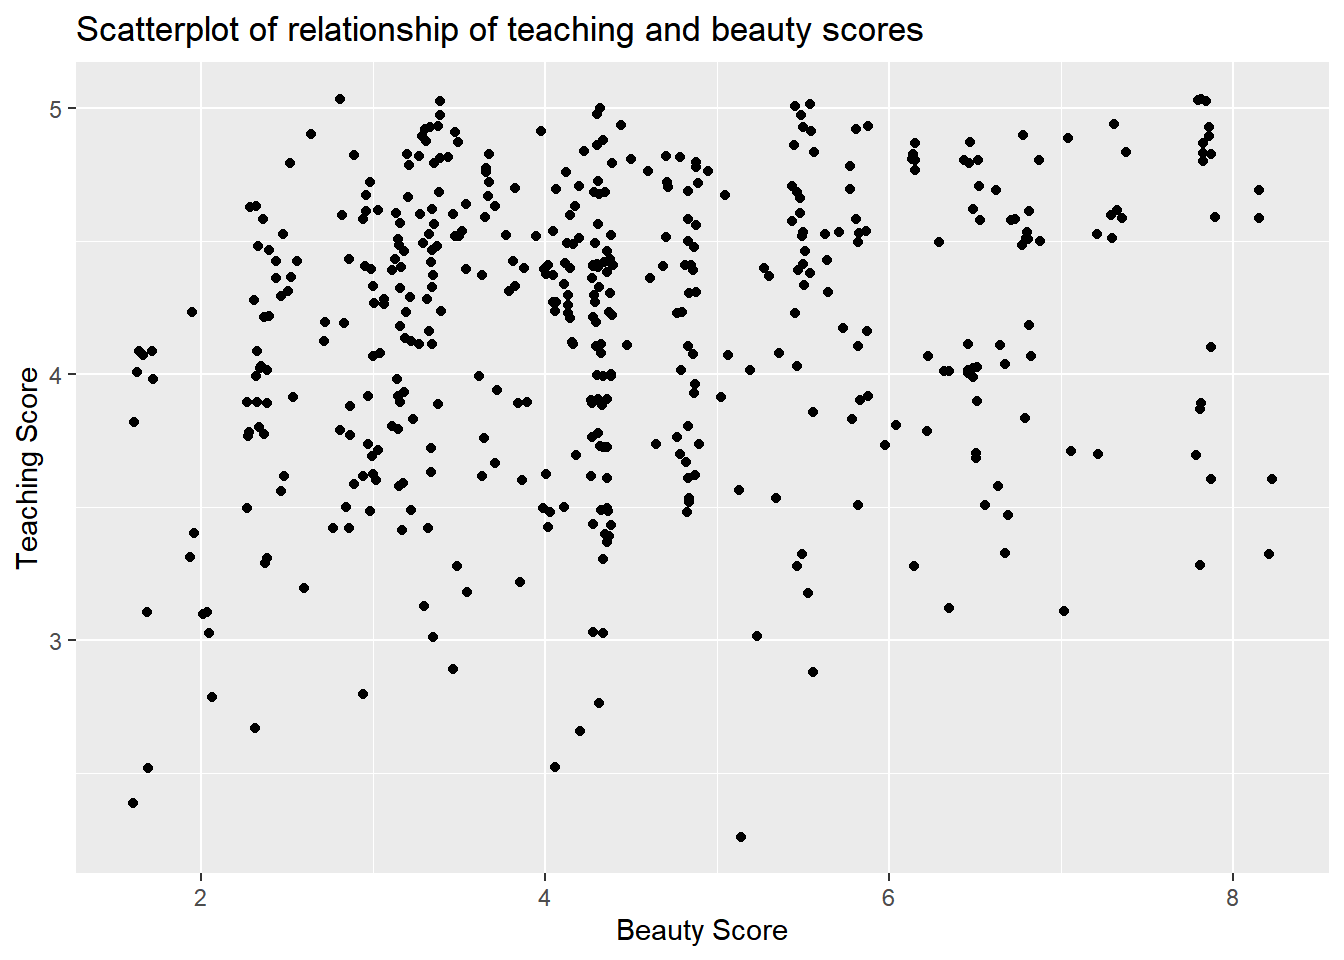 Scatterplot of relationship of teaching and beauty scores
5
4
3
Teaching Score
2 4 6 8
Beauty Score